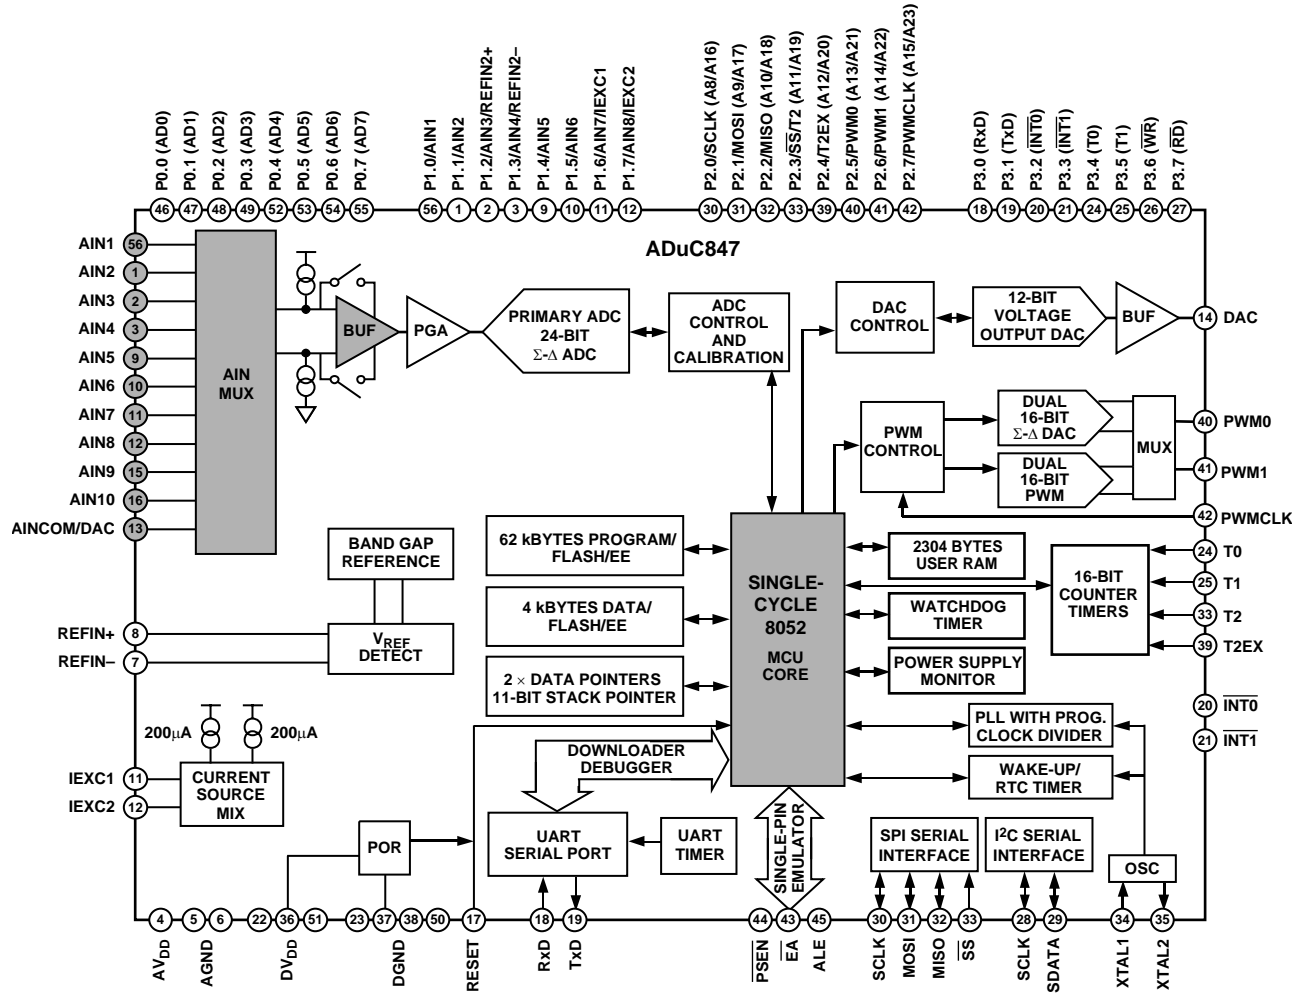 P0.0 (AD0)
P0.1 (AD1)
P0.2 (AD2)
P0.3 (AD3)
P0.4 (AD4)
P0.5 (AD5)
P0.6 (AD6)
P0.7 (AD7)
P1.0/AIN1
P1.1/AIN2
P1.2/AIN3/REFIN2+
P1.3/AIN4/REFIN2–
P1.4/AIN5
P1.5/AIN6
P1.6/AIN7/IEXC1
P1.7/AIN8/IEXC2
P2.0/SCLK (A8/A16)
P2.1/MOSI (A9/A17)
P2.2/MISO (A10/A18)
P2.3/SS/T2 (A11/A19)
P2.4/T2EX (A12/A20)
P2.5/PWM0 (A13/A21)
P2.6/PWM1 (A14/A22)
P2.7/PWMCLK (A15/A23)
P3.0 (RxD)
P3.1 (TxD)
P3.2 (INT0)
P3.3 (INT1)
P3.4 (T0)
P3.5 (T1)
P3.6 (WR)
P3.7 (RD)
46 47 48 49 52 53 54 55
56 1 2 3 9 10 11 12
30 31 32 33 39 40 41 42
18 19 20 21 24 25 26 27
ADuC847
AIN1 56
AIN2 1
AIN3 2
AIN4 3
AIN5 9
AIN6 10
AIN7 11
AIN8 12
AIN9 15
AIN10 16
AINCOM/DAC 13
AIN
MUX
BUF
PGA
PRIMARY ADC
24-BIT
Σ-Δ ADC
ADC
CONTROL
AND
CALIBRATION
DAC
CONTROL
12-BIT
VOLTAGE
OUTPUT DAC
BUF
14 DAC
PWM
CONTROL
DUAL
16-BIT
Σ-Δ DAC
DUAL
16-BIT
PWM
MUX
40 PWM0
41 PWM1
42 PWMCLK
BAND GAP
REFERENCE
VREF
DETECT
REFIN+ 8
REFIN– 7
62 kBYTES PROGRAM/
FLASH/EE
4 kBYTES DATA/
FLASH/EE
2 × DATA POINTERS
11-BIT STACK POINTER
SINGLE-
CYCLE
8052
MCU
CORE
2304 BYTES
USER RAM
WATCHDOG
TIMER
POWER SUPPLY
MONITOR
16-BIT
COUNTER
TIMERS
24 T0
25 T1
33 T2
39 T2EX
20 INT0
21 INT1
200μA
200μA
IEXC1 11
IEXC2 12
CURRENT
SOURCE
MIX
DOWNLOADER
DEBUGGER
PLL WITH PROG.
CLOCK DIVIDER
WAKE-UP/
RTC TIMER
POR
UART
SERIAL PORT
UART
TIMER
SINGLE-PIN
EMULATOR
SPI SERIAL
INTERFACE
I2C SERIAL
INTERFACE
OSC
4 5 6 22 36 51 23 37 38 50 17 18 19 44 43 45 30 31 32 33 28 29 34 35
AVDD
AGND
DVDD
DGND
RESET
RxD
TxD
PSEN
EA
ALE
SCLK
MOSI
MISO
SS
SCLK
SDATA
XTAL1
XTAL2